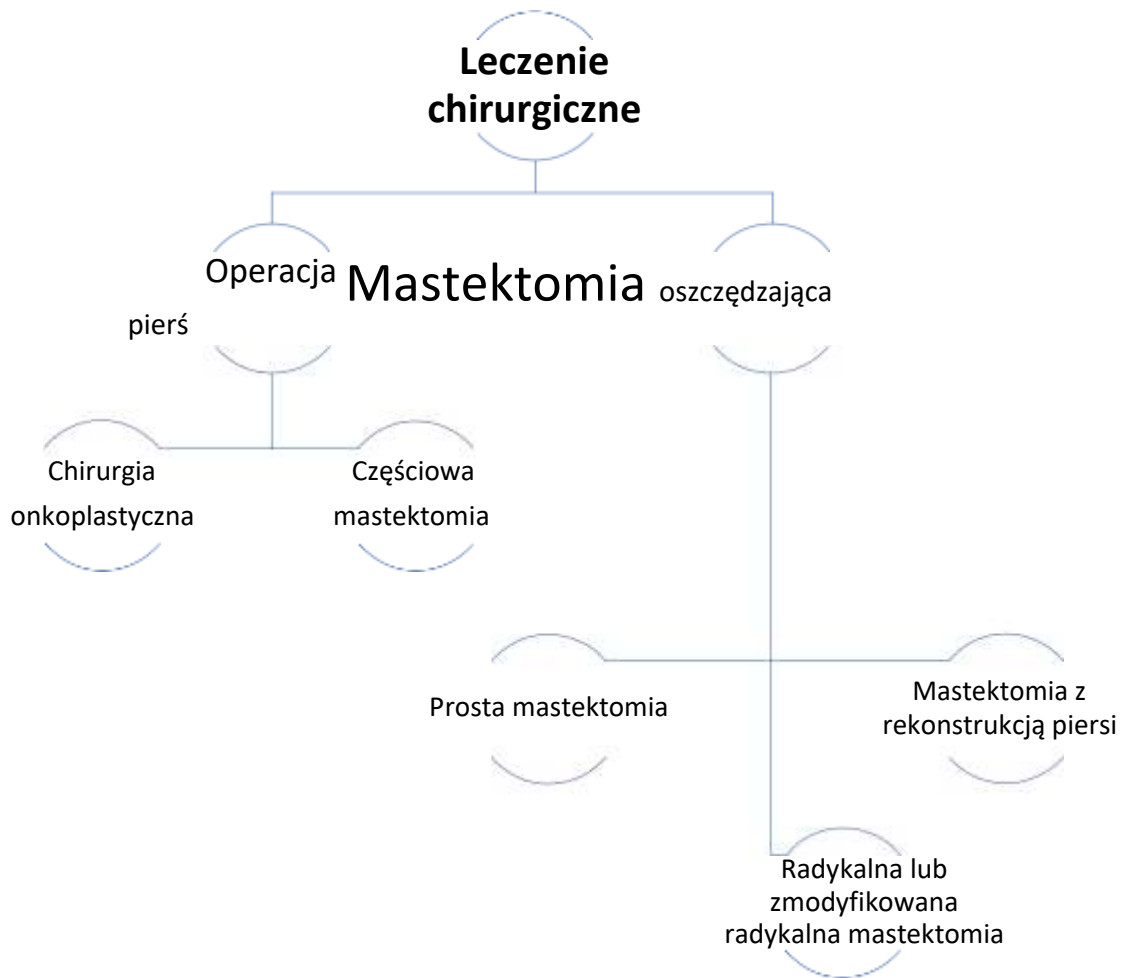 Leczenie
chirurgiczne
Operacja Mastektomia oszczędzająca
pierś
Chirurgia
onkoplastyczna
Częściowa
mastektomia
Prosta mastektomia
Mastektomia z
rekonstrukcją piersi
Radykalna lub
zmodyfikowana
radykalna mastektomia